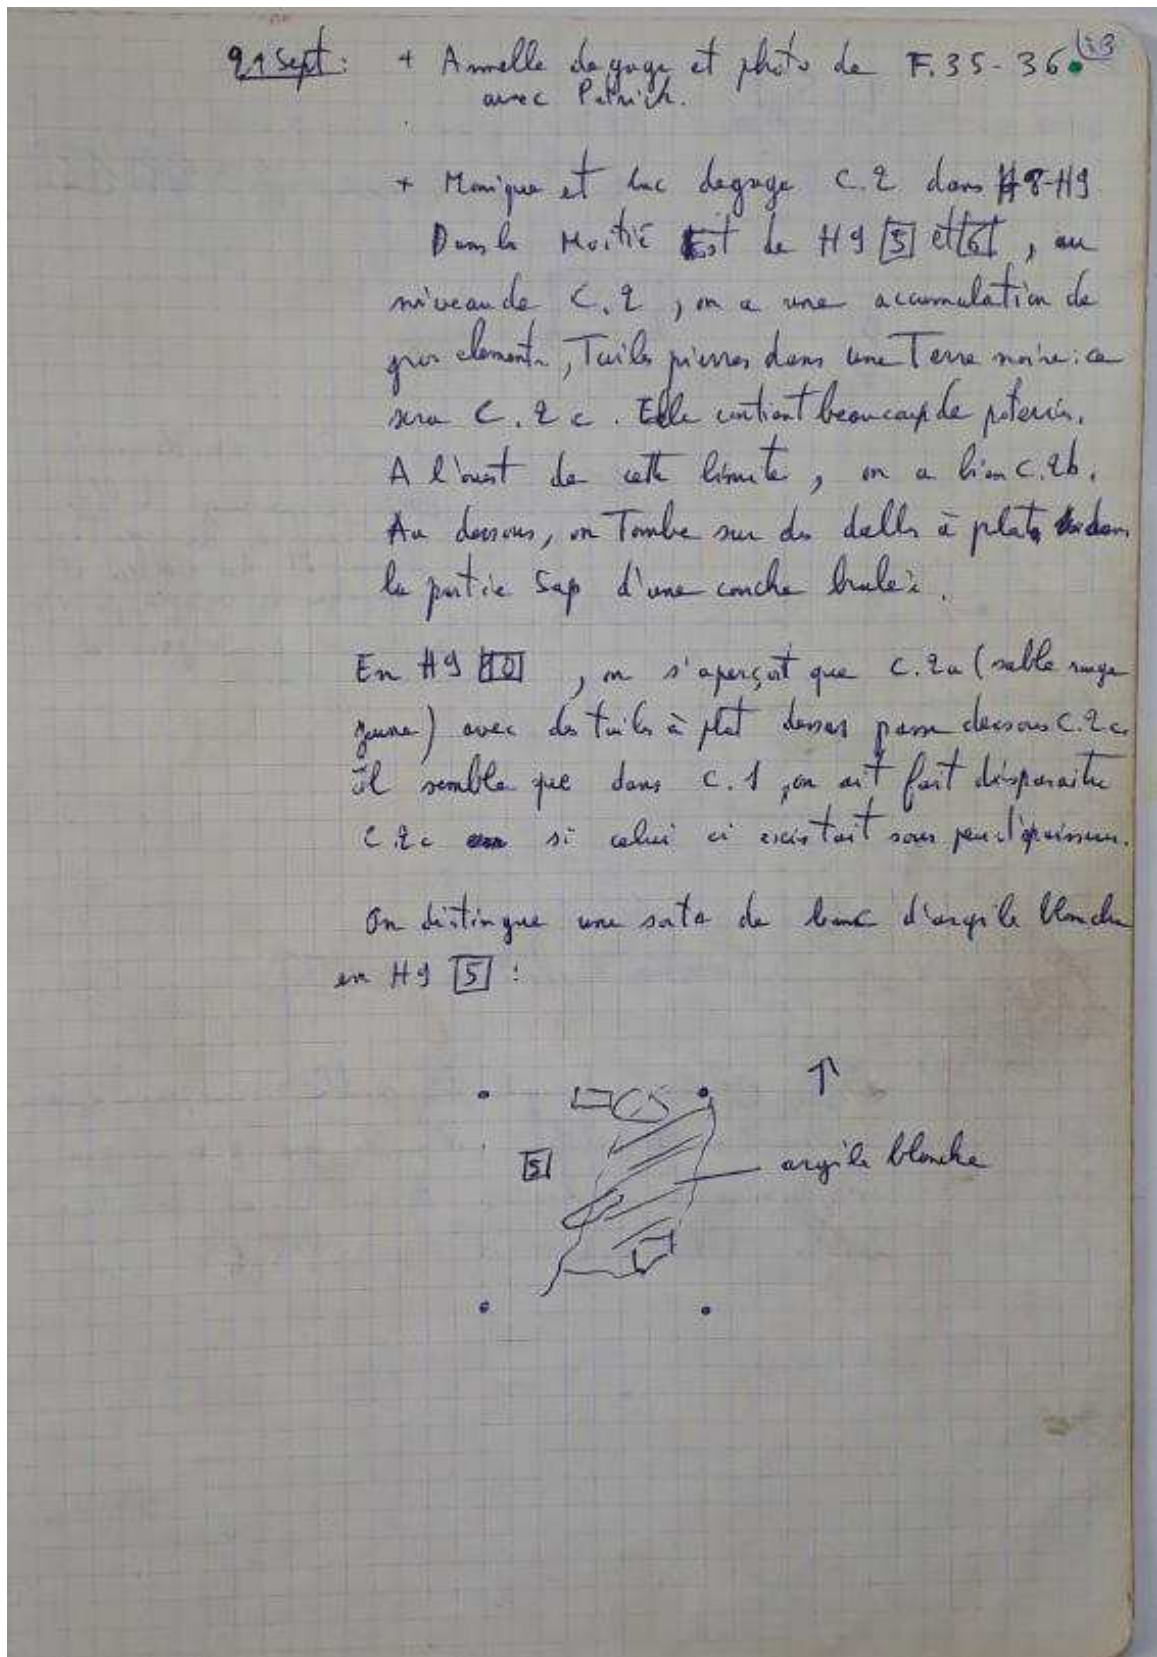 21 Sept : + Armelle degage et photo de F.35-36
avec Patrick.
+ Monique et Luc degage C.2 dans H8-H9
Dans la Moitié Est de H9 5 et 6, au
niveau de C.2, on a une accumulation de
gros elements, Tuiles pierres dans une Terre noire : ce
sera C.2c. Elle contient beaucoup de poteries.
A l'ouest de cette limite, on a bien C.2b.
Au dessous, on Tombe sur des dalles à plat dans
la partie Sup d'une couche brulée.
En H9 10, on s'aperçoit que C.2a (sable rouge
jaune) avec des tuiles à plat dessus passe dessous C.2c.
il semble que dans C.1, on ait fait disparaitre
C.2c si celui ci existait sous peu d'épaisseur.
On distingue une sorte de banc d'argile blanche
en H9 5 :
↑
5
argile blanche